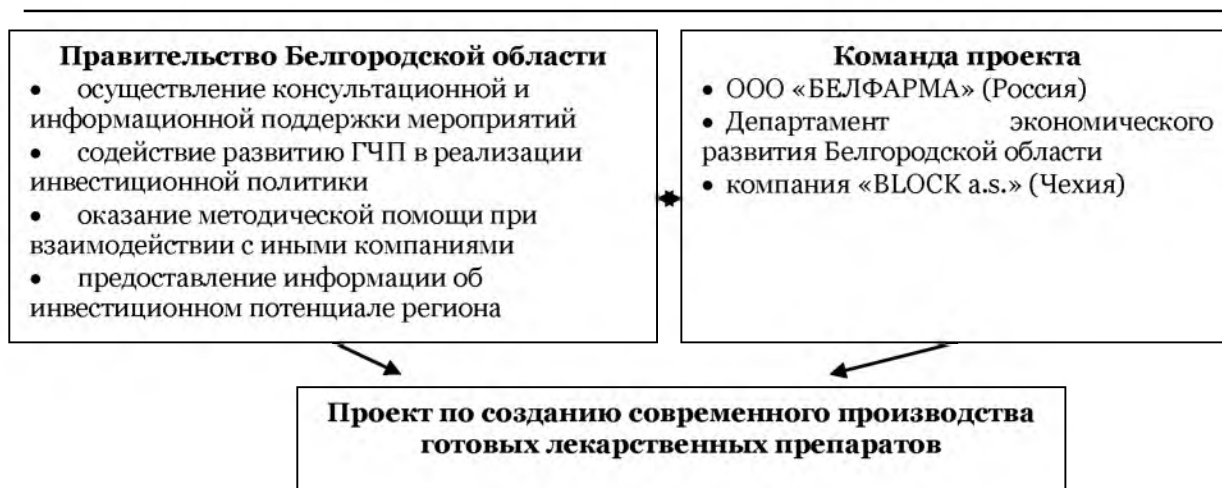 Правительство Белгородской области
• осуществление консультационной и
информационной поддержки мероприятий
• содействие развитию ГЧП в реализации
инвестиционной политики
• оказание методической помощи при
взаимодействии с иными компаниями
• предоставление информации об
инвестиционном потенциале региона
Команда проекта
• ООО «БЕЛФАРМА» (Россия)
• Департамент экономического
развития Белгородской области
• компания «BLOCK a.s.» (Чехия)
Проект по созданию современного производства
готовых лекарственных препаратов